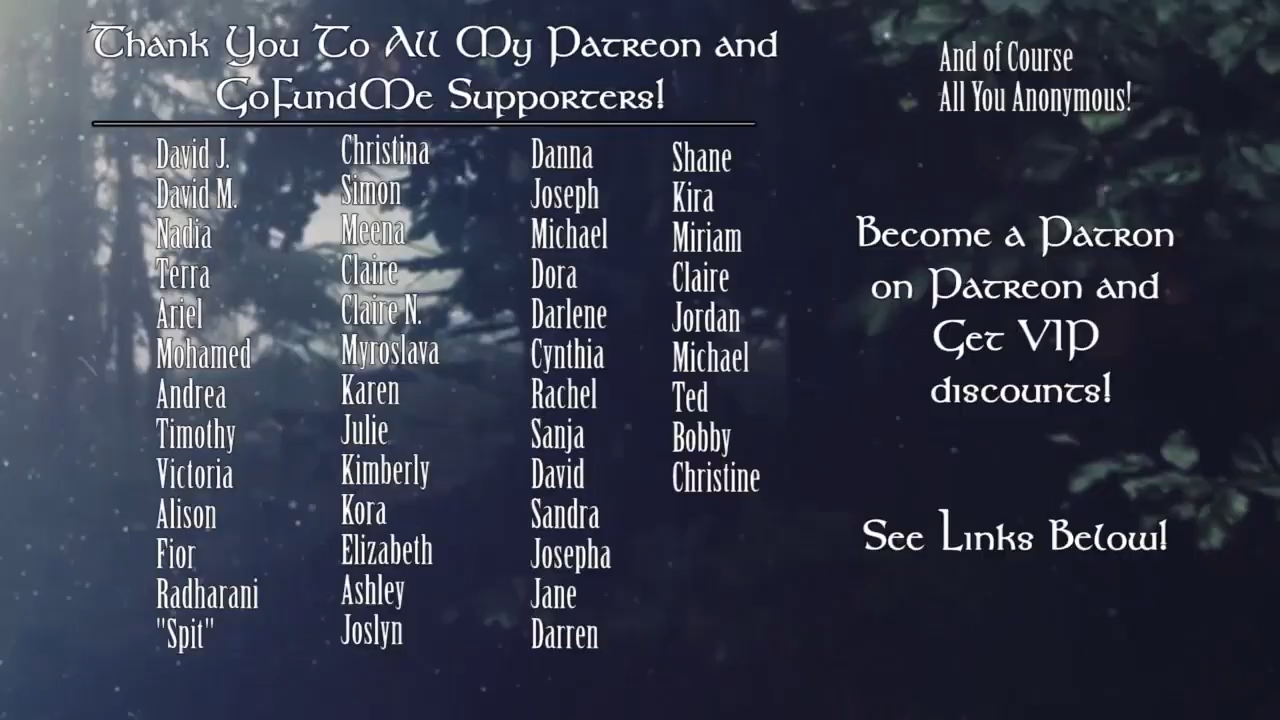 Thank You To All My Patreon and
GoFundMe Supporters!
David J.
David M.
Nadia
Terra
Ariel
Mohamed
Andrea
Timothy
Victoria
Alison
Fior
Radharani
"Spit"
Christina
Simon
Meena
Claire
Claire N.
Myroslava
Karen
Julie
Kimberly
Kora
Elizabeth
Ashley
Joslyn
Danna
Joseph
Michael
Dora
Darlene
Cynthia
Rachel
Sanja
David
Sandra
Josepha
Jane
Darren
Shane
Kira
Miriam
Claire
Jordan
Michael
Ted
Bobby
Christine
And of Course
All You Anonymous!
Become a Patron
on Patreon and
Get VIP
discounts!
See Links Below!